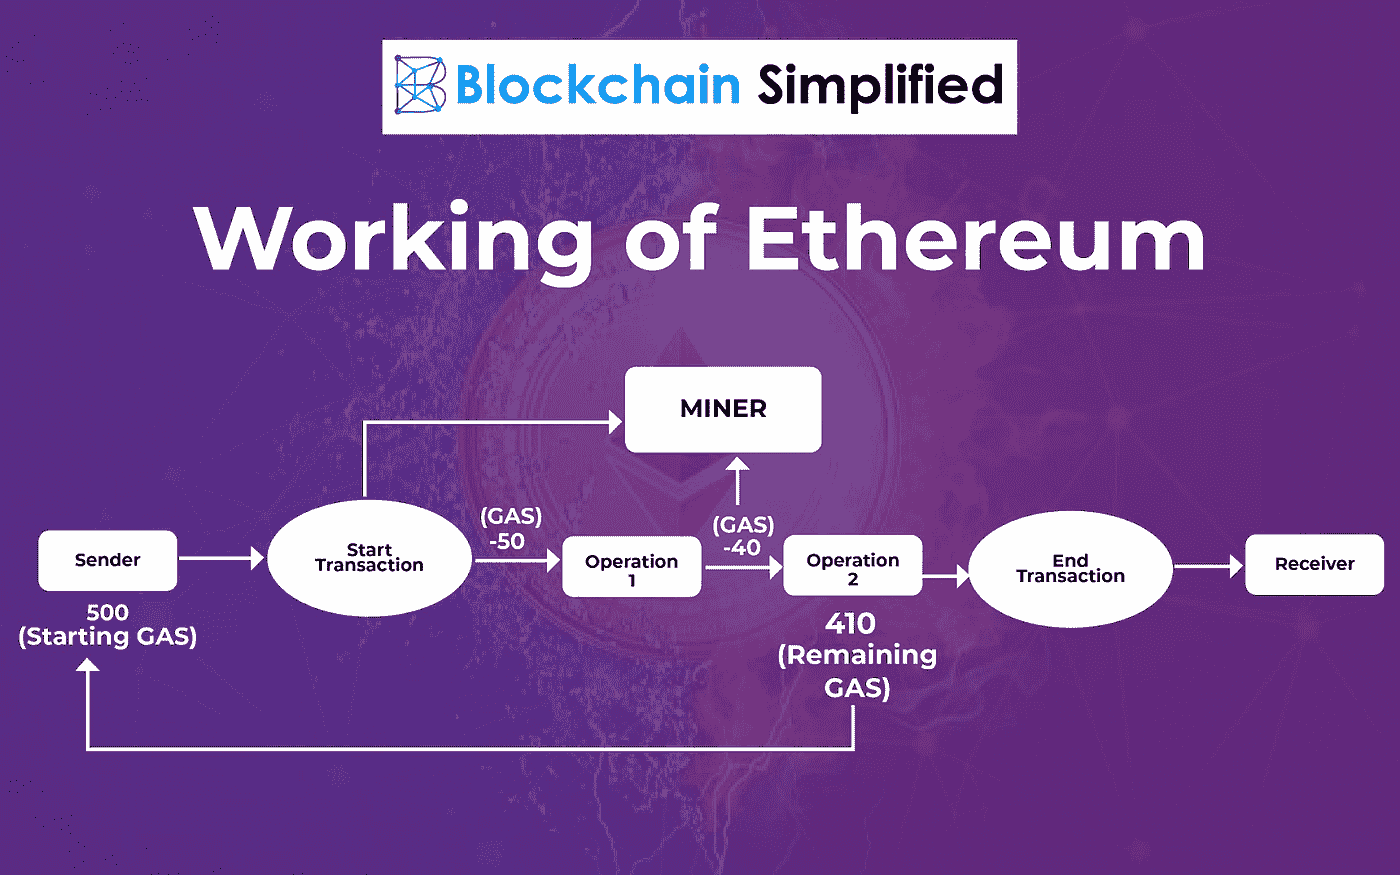 Blockchain Simplified
Working of Ethereum
MINER
Sender
500
(Starting GAS)
Start
Transaction
(GAS)
-50
Operation
1
(GAS)
-40
Operation
2
410
(Remaining
GAS)
End
Transaction
Receiver